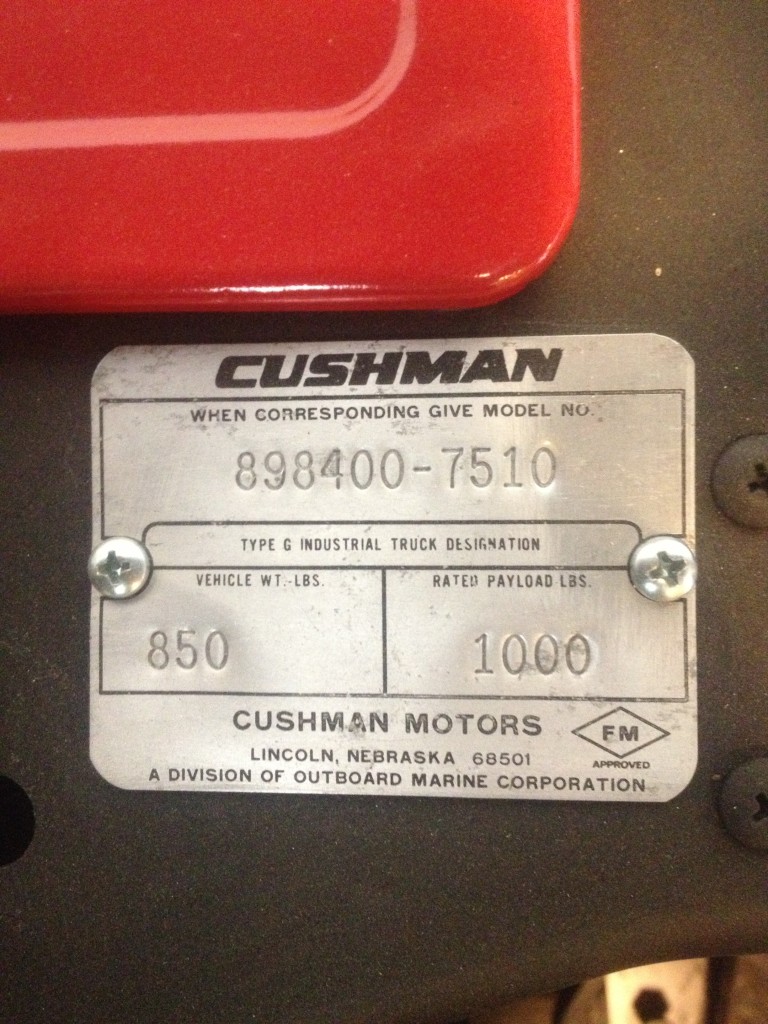 CUSHMAN
WHEN CORRESPONDING GIVE MODEL NO.
898400-7510
TYPE G INDUSTRIAL TRUCK DESIGNATION
VEHICLE WT.-LBS. RATED PAYLOAD LBS.
850 1000
CUSHMAN MOTORS
FM
LINCOLN, NEBRASKA 68501
APPROVED
A DIVISION OF OUTBOARD MARINE CORPORATION